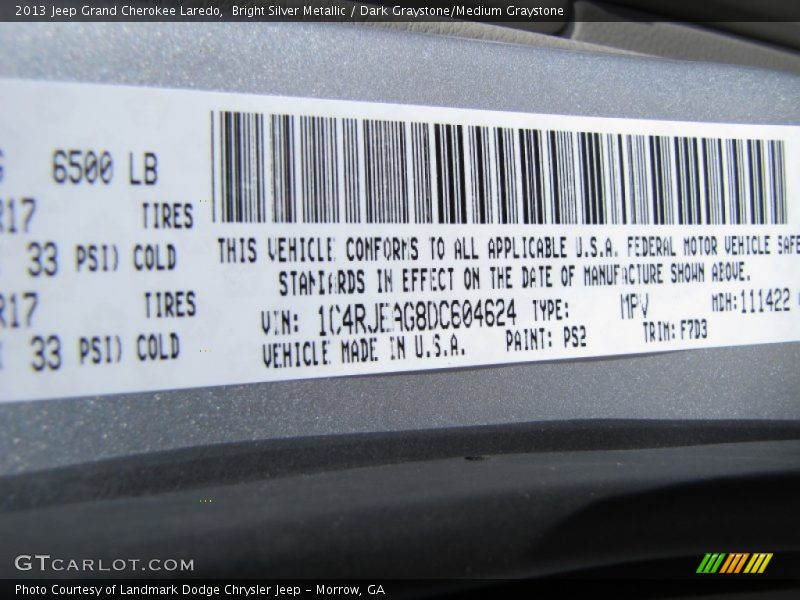 2013 Jeep Grand Cherokee Laredo, Bright Silver Metallic / Dark Graystone/Medium Graystone
6500 LB
R17 TIRES
33 PSI) COLD
R17 TIRES
33 PSI) COLD
THIS VEHICLE CONFORMS TO ALL APPLICABLE U.S.A. FEDERAL MOTOR VEHICLE SAFE
STANDARDS IN EFFECT ON THE DATE OF MANUFACTURE SHOWN ABOVE.
VIN: 1C4RJEAG8DC604624 TYPE: MPV MDH:111422
VEHICLE MADE IN U.S.A. PAINT: PS2 TRIM: F7D3
GTCARLOT.COM
Photo Courtesy of Landmark Dodge Chrysler Jeep – Morrow, GA